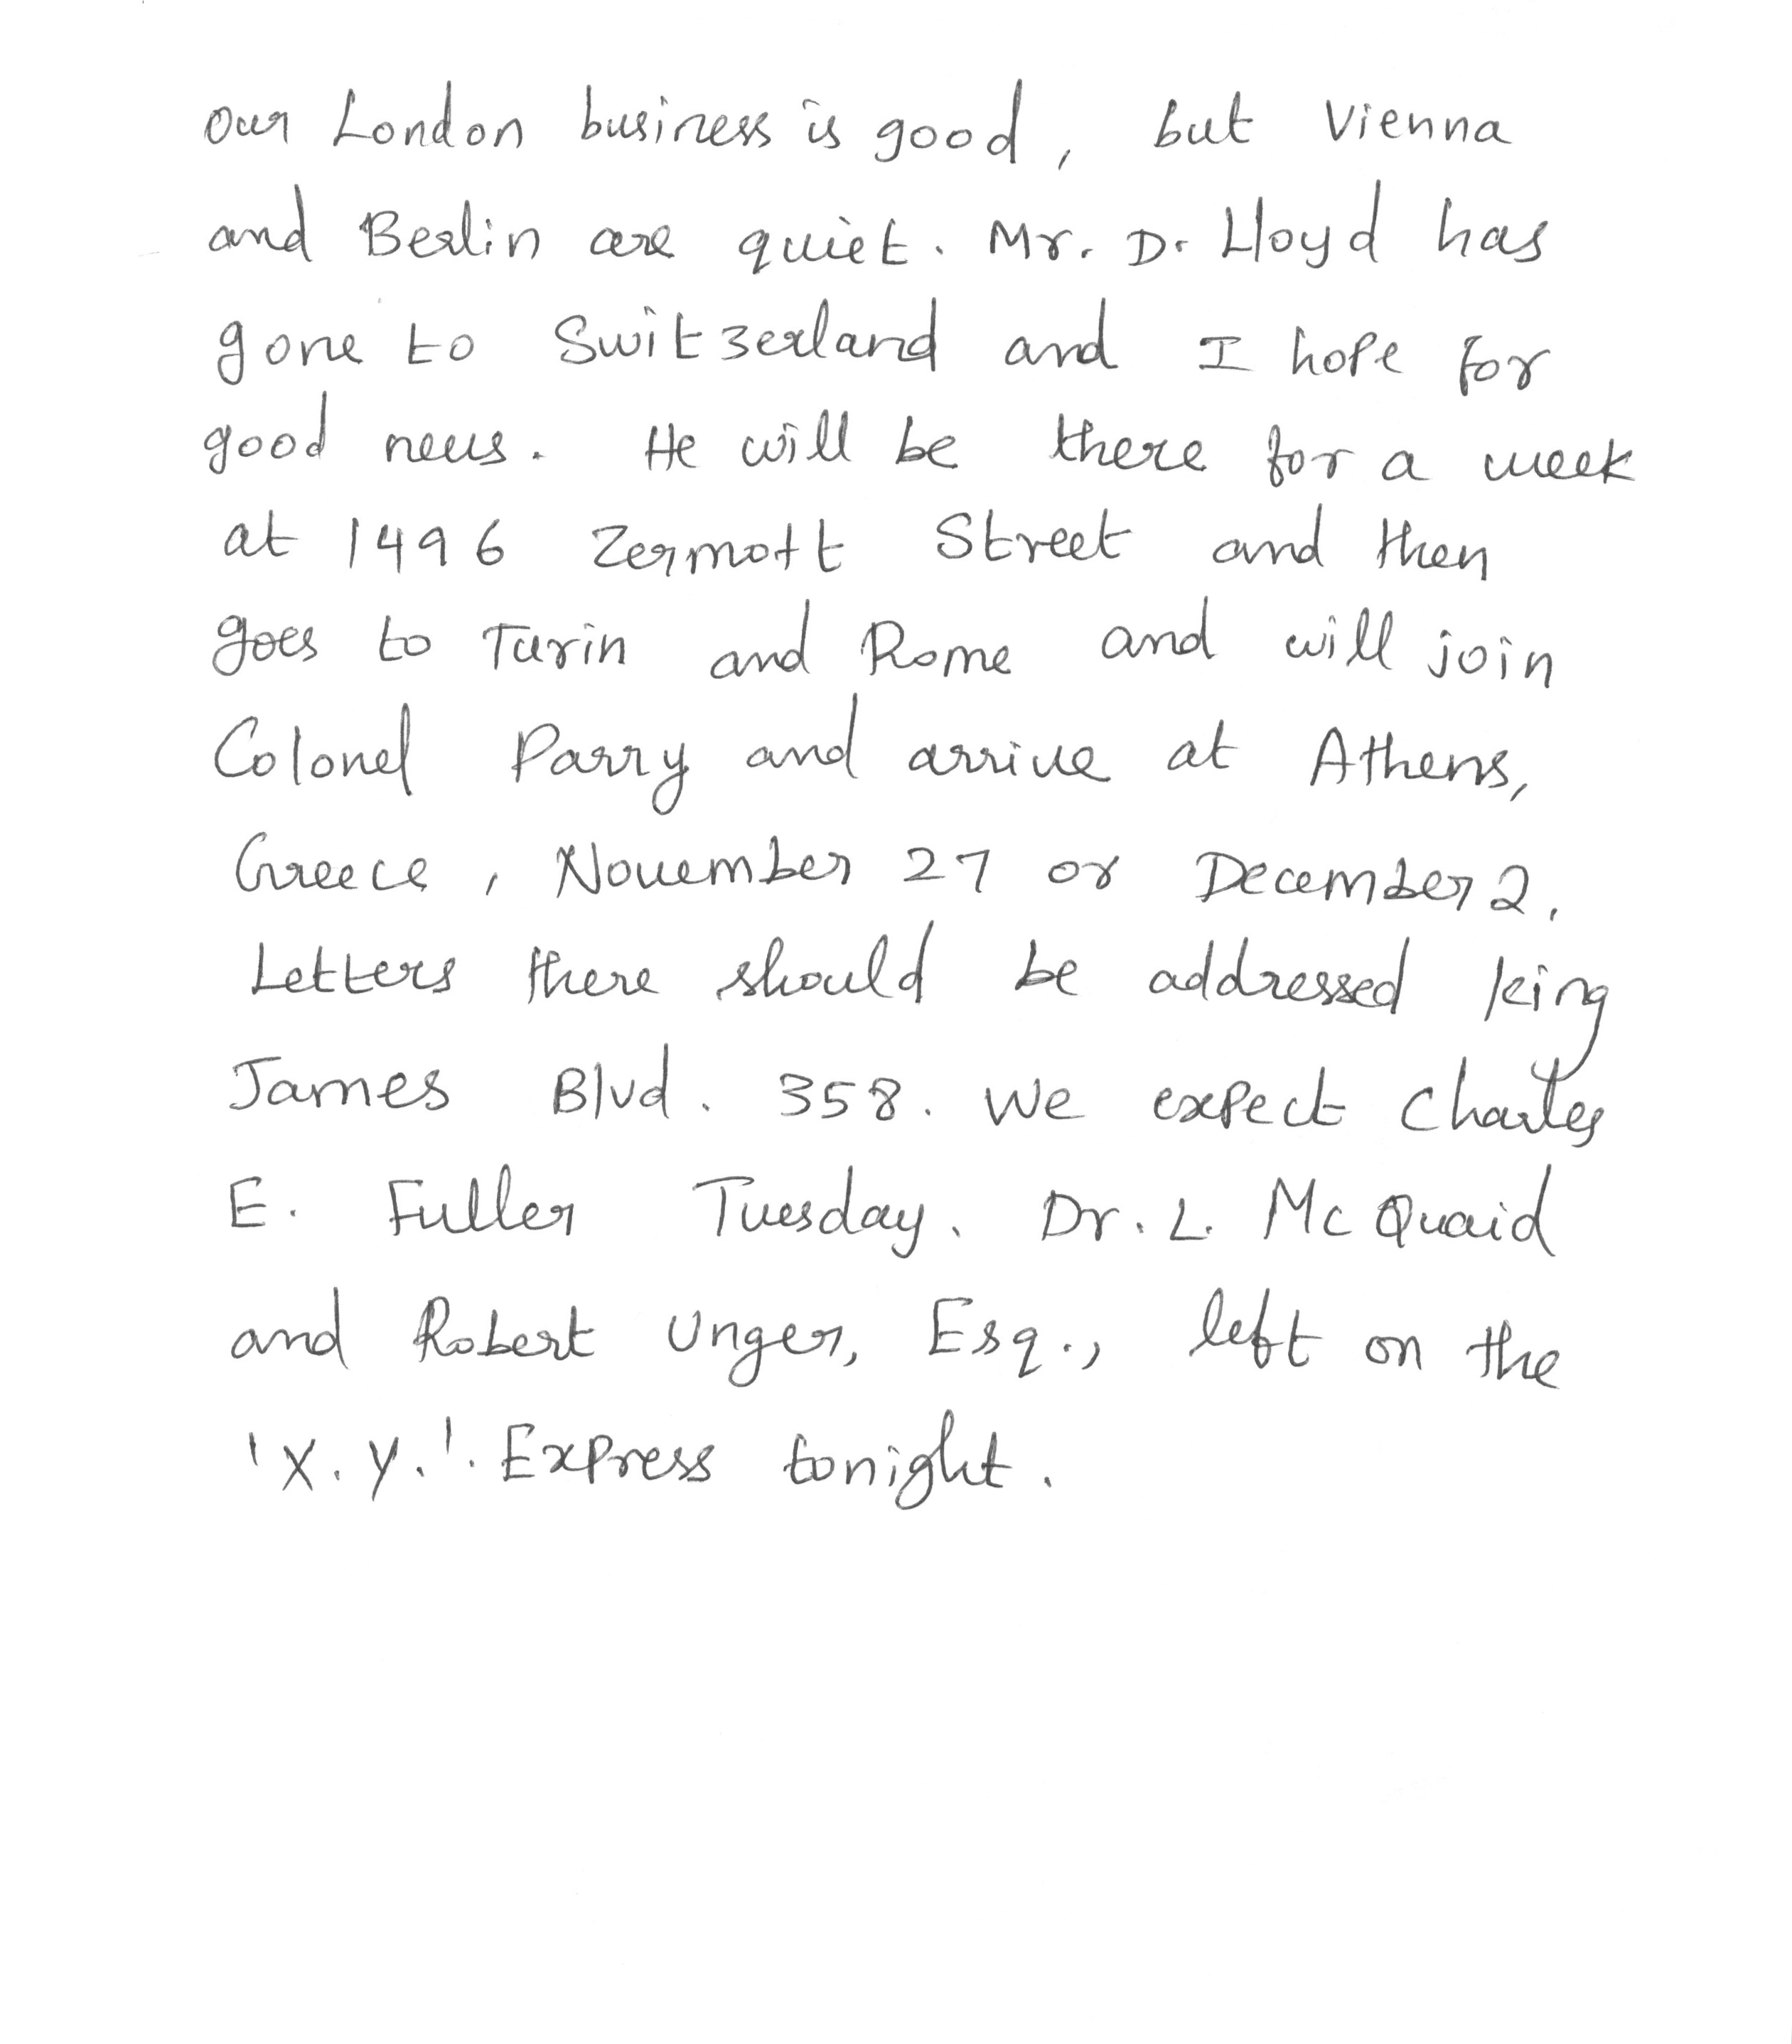 Our London business is good, but Vienna
and Berlin are quiet. Mr. D. Lloyd has
gone to Switzerland and I hope for
good news. He will be there for a week
at 1496 Zermott Street and then
goes to Turin and Rome and will join
Colonel Parry and arrive at Athens,
Greece, November 27 or December 2.
Letters there should be addressed King
James Blvd. 358. We expect Charles
E. Fuller Tuesday. Dr. L. McQuaid
and Robert Unger, Esq., left on the
'X.Y.'. Express tonight.